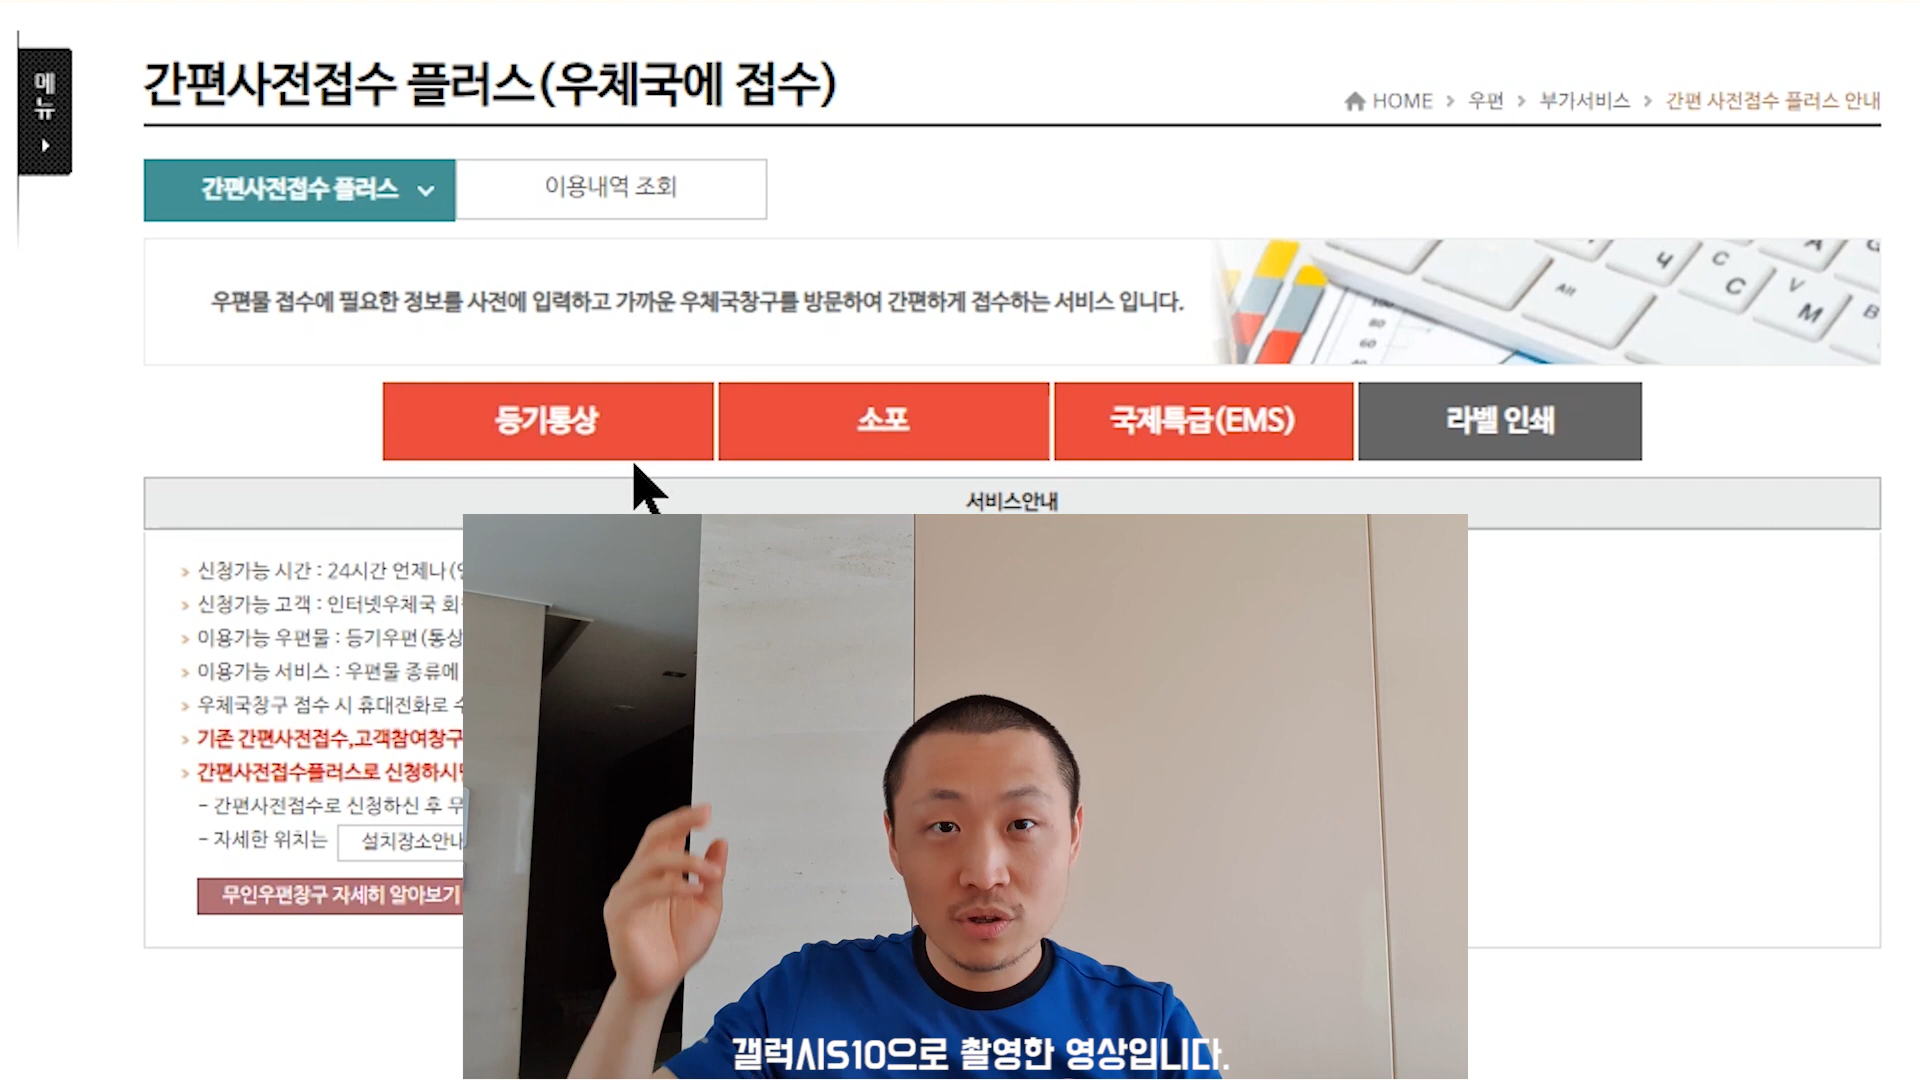 메뉴
간편사전접수 플러스(우체국에 접수)
HOME > 우편 > 부가서비스 > 간편 사전접수 플러스 안내
간편사전접수 플러스
이용내역 조회
우편물 접수에 필요한 정보를 사전에 입력하고 가까운 우체국창구를 방문하여 간편하게 접수하는 서비스 입니다.
등기통상
소포
국제특급(EMS)
라벨 인쇄
서비스안내
신청가능 시간 : 24시간 언제나
신청가능 고객 : 인터넷우체국
이용가능 우편물 : 등기우편(통상
이용가능 서비스 : 우편물 종류에
우체국창구 접수 시 휴대전화로
기존 간편사전접수,고객참여창구
간편사전접수플러스로
- 간편사전접수로 신청하신 후
- 자세한 위치는 설치장소안내
무인우편창구 자세히 알아보기
갤럭시S10으로 촬영한 영상입니다.